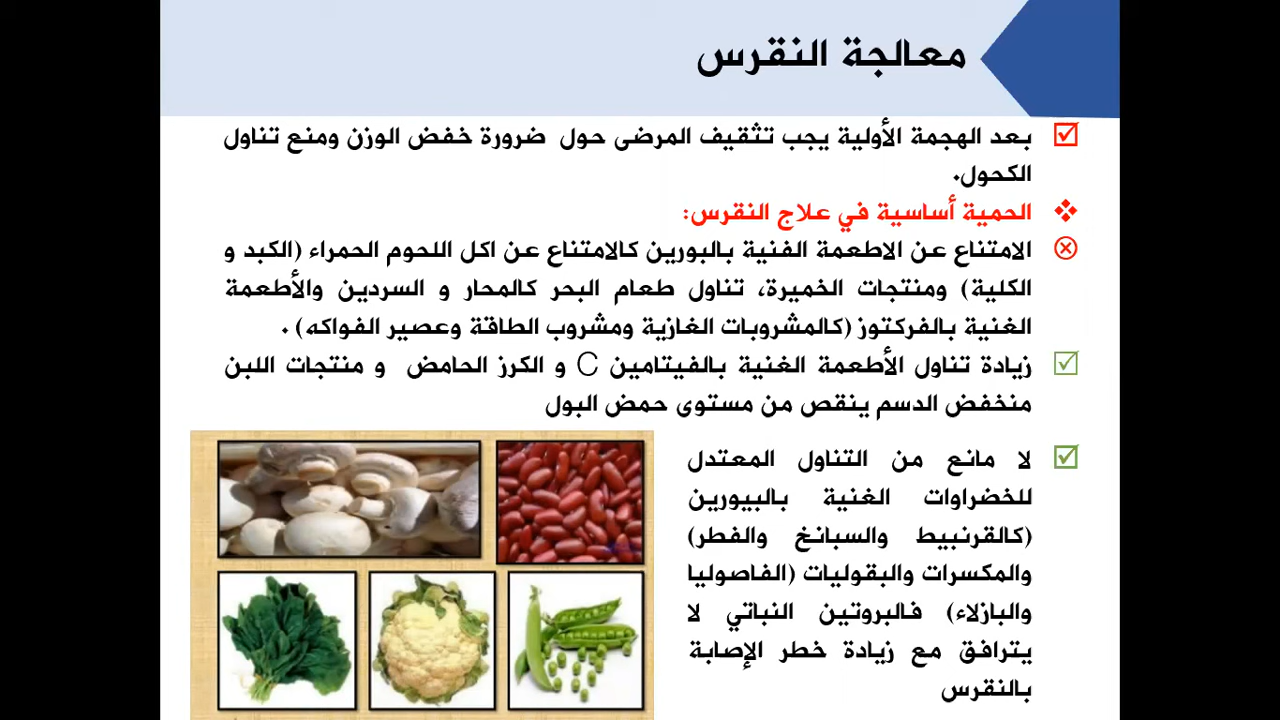 معالجة النقرس
بعد الهجمة الأولية يجب تثقيف المرضى حول ضرورة خفض الوزن ومنع تناول
الكحول.
الحمية أساسية في علاج النقرس:
الامتناع عن الاطعمة الغنية بالبورين كالامتناع عن اكل اللحوم الحمراء (الكبد و
الكلية) ومنتجات الخميرة، تناول طعام البحر كالمحار و السردين والأطعمة
الغنية بالفركتوز (كالمشروبات الغازية ومشروب الطاقة وعصير الفواكه) .
زيادة تناول الأطعمة الغنية بالفيتامين C و الكرز الحامض و منتجات اللبن
منخفض الدسم ينقص من مستوى حمض البول
لا مانع من التناول المعتدل
للخضراوات الغنية بالبيورين
(كالقرنبيط والسبانخ والفطر)
والمكسرات والبقوليات (الفاصوليا
والبازلاء) فالبروتين النباتي لا
يترافق مع زيادة خطر الإصابة
بالنقرس